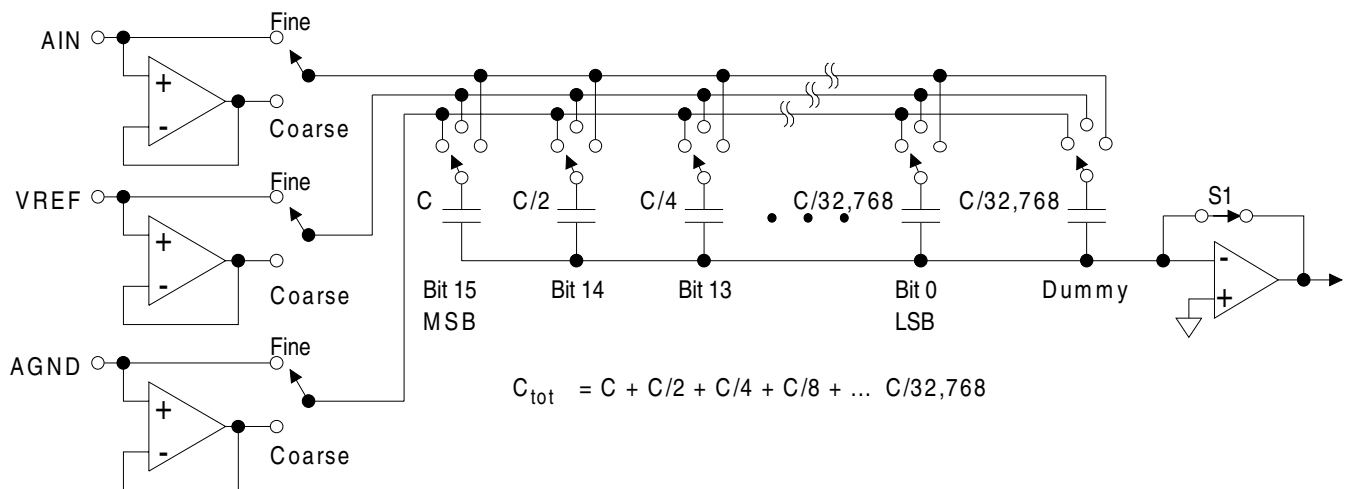 AIN
Fine
+
-
Coarse
VREF
Fine
+
-
Coarse
AGND
Fine
+
-
Coarse
C
C/2
C/4
C/32,768
C/32,768
S1
-
+
Bit 15
MSB
Bit 14
Bit 13
Bit 0
LSB
Dummy
Ctot = C + C/2 + C/4 + C/8 + ... C/32,768